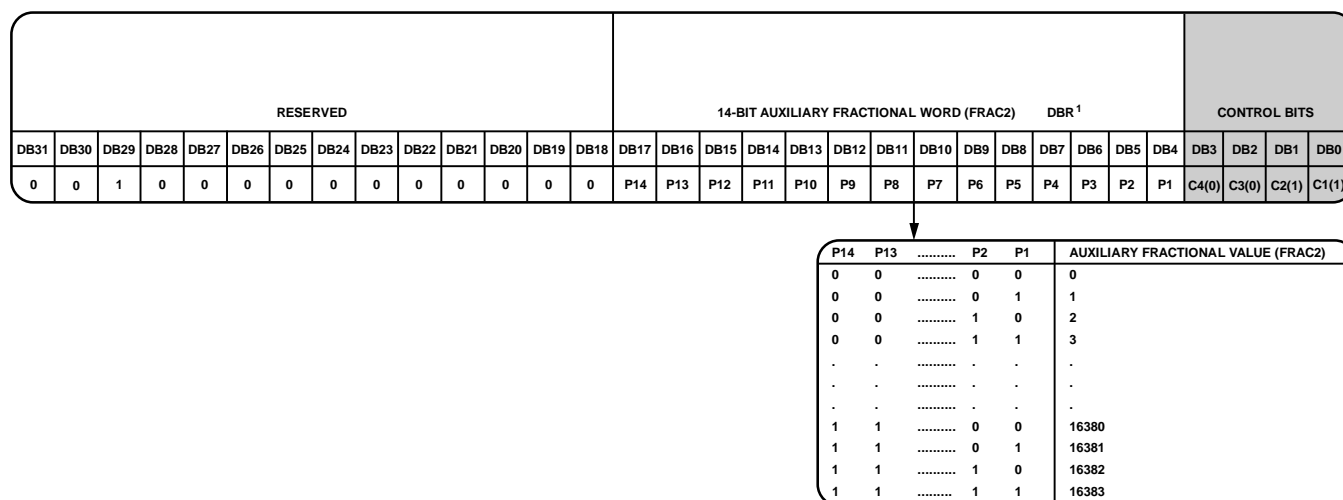 RESERVED 14-BIT AUXILIARY FRACTIONAL WORD (FRAC2) DBR1 CONTROL BITS
DB31 DB30 DB29 DB28 DB27 DB26 DB25 DB24 DB23 DB22 DB21 DB20 DB19 DB18 DB17 DB16 DB15 DB14 DB13 DB12 DB11 DB10 DB9 DB8 DB7 DB6 DB5 DB4 DB3 DB2 DB1 DB0
0 0 1 0 0 0 0 0 0 0 0 0 0 0 P14 P13 P12 P11 P10 P9 P8 P7 P6 P5 P4 P3 P2 P1 C4(0) C3(0) C2(1) C1(1)
P14 P13 .......... P2 P1 AUXILIARY FRACTIONAL VALUE (FRAC2)
0 0 .......... 0 0 0
0 0 .......... 0 1 1
0 0 .......... 1 0 2
0 0 .......... 1 1 3
. . .......... . . .
. . .......... . . .
. . .......... . . .
1 1 .......... 0 0 16380
1 1 .......... 0 1 16381
1 1 .......... 1 0 16382
1 1 ......... 1 1 16383